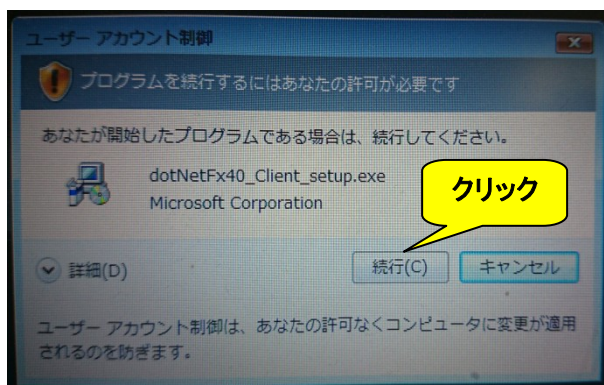 ユーザー アカウント制御
プログラムを続行するにはあなたの許可が必要です
あなたが開始したプログラムである場合は、続行してください。
dotNetFx40_Client_setup.exe
Microsoft Corporation
クリック
詳細(D)
続行(C)
キャンセル
ユーザー アカウント制御は、あなたの許可なくコンピュータに変更が適用
されるのを防ぎます。